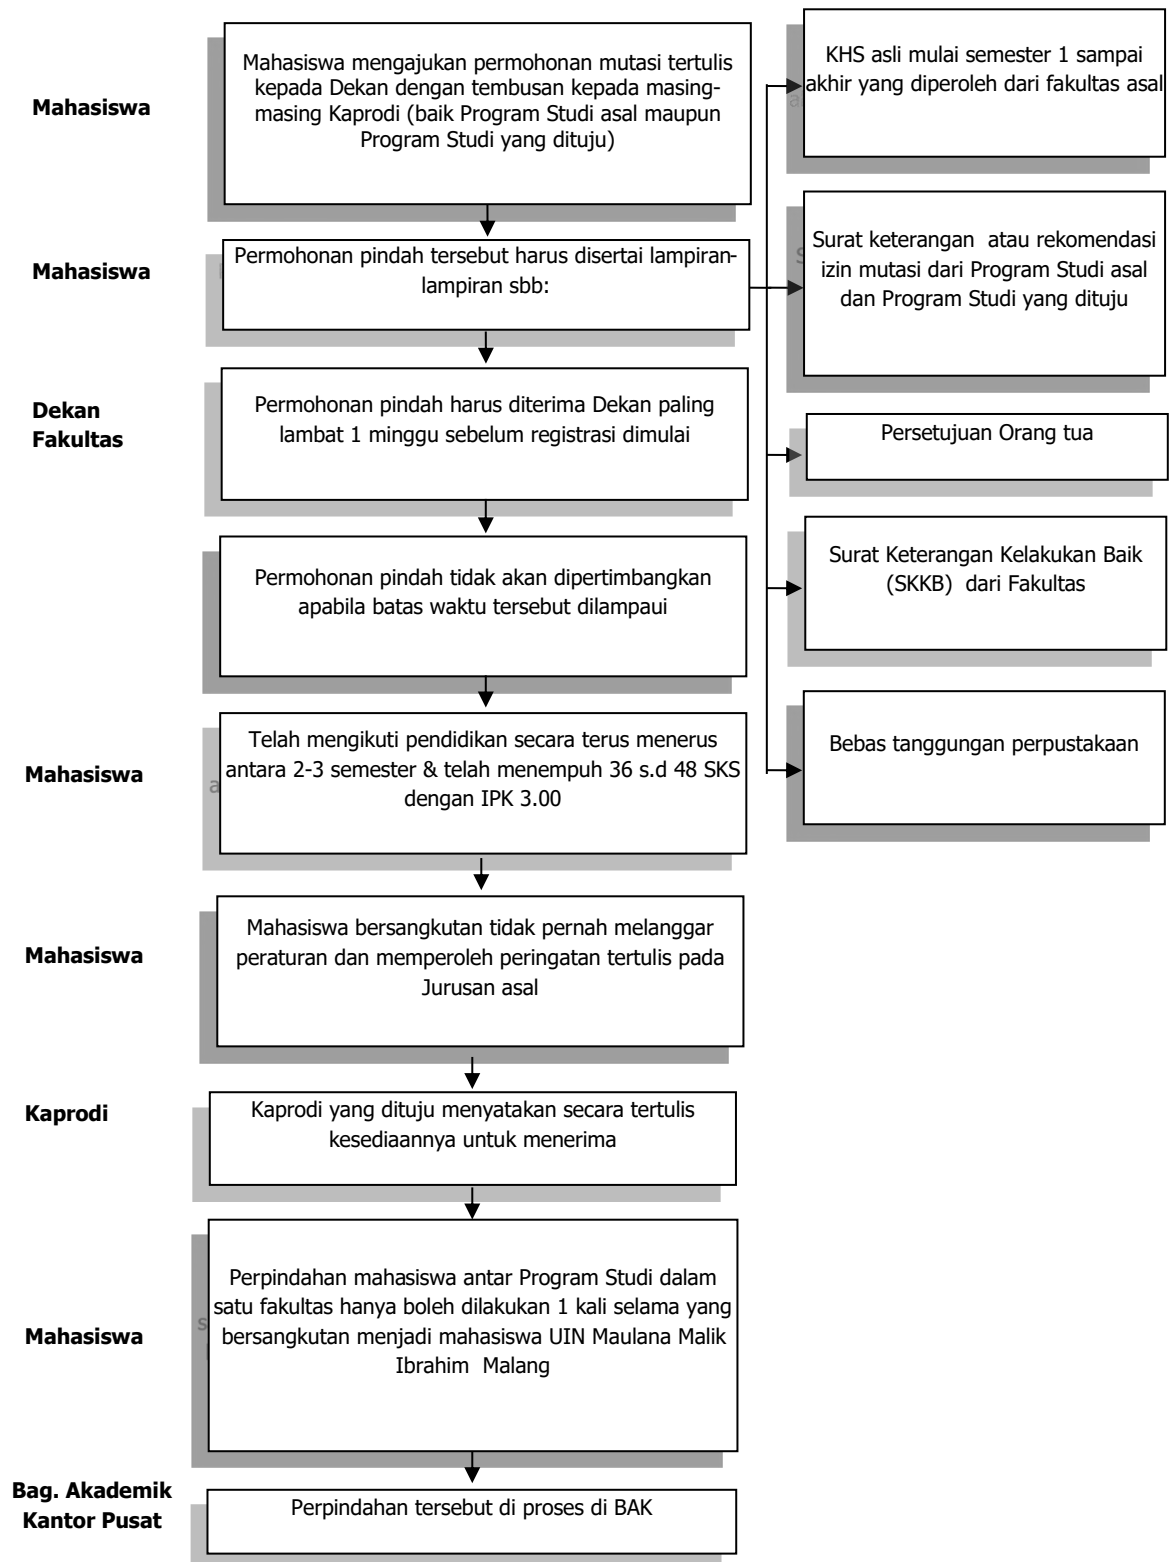 Mahasiswa
Mahasiswa mengajukan permohonan mutasi tertulis
kepada Dekan dengan tembusan kepada masing-
masing Kaprodi (baik Program Studi asal maupun
Program Studi yang dituju)
KHS asli mulai semester 1 sampai
akhir yang diperoleh dari fakultas asal
Mahasiswa
Permohonan pindah tersebut harus disertai lampiran-
lampiran sbb:
Surat keterangan  atau rekomendasi
izin mutasi dari Program Studi asal
dan Program Studi yang dituju
Dekan
Fakultas
Permohonan pindah harus diterima Dekan paling
lambat 1 minggu sebelum registrasi dimulai
Persetujuan Orang tua
Permohonan pindah tidak akan dipertimbangkan
apabila batas waktu tersebut dilampaui
Surat Keterangan Kelakukan Baik
(SKKB)  dari Fakultas
Mahasiswa
Telah mengikuti pendidikan secara terus menerus
antara 2-3 semester & telah menempuh 36 s.d 48 SKS
dengan IPK 3.00
Bebas tanggungan perpustakaan
Mahasiswa
Mahasiswa bersangkutan tidak pernah melanggar
peraturan dan memperoleh peringatan tertulis pada
Jurusan asal
Kaprodi
Kaprodi yang dituju menyatakan secara tertulis
kesediaannya untuk menerima
Mahasiswa
Perpindahan mahasiswa antar Program Studi dalam
satu fakultas hanya boleh dilakukan 1 kali selama yang
bersangkutan menjadi mahasiswa UIN Maulana Malik
Ibrahim  Malang
Bag. Akademik
Kantor Pusat
Perpindahan tersebut di proses di BAK